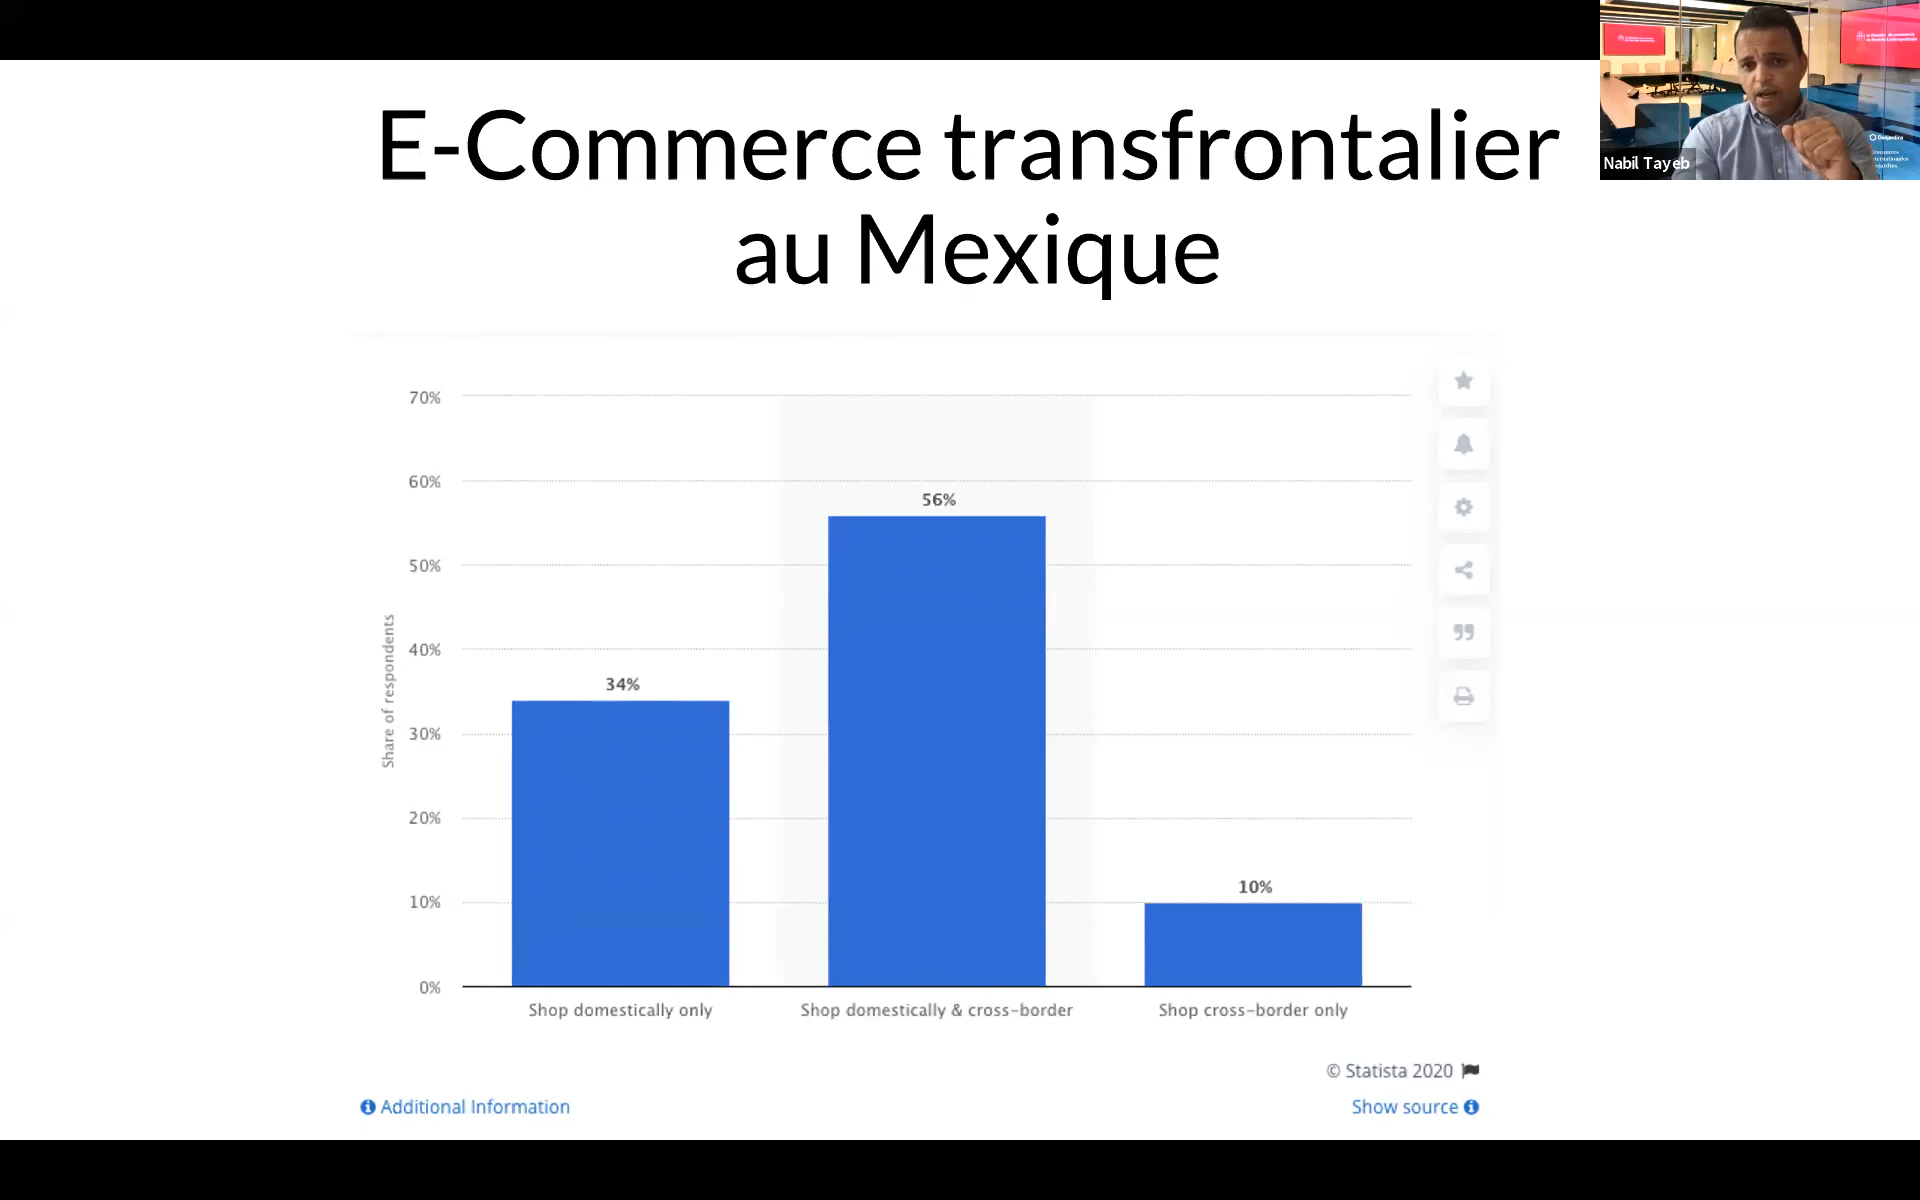 E-Commerce transfrontalier
au Mexique
Nabil Tayeb
Desjardins
70%
60%
50%
40%
30%
20%
10%
0%
Share of respondents
34%
56%
10%
Shop domestically only
Shop domestically & cross-border
Shop cross-border only
© Statista 2020
Additional Information
Show source